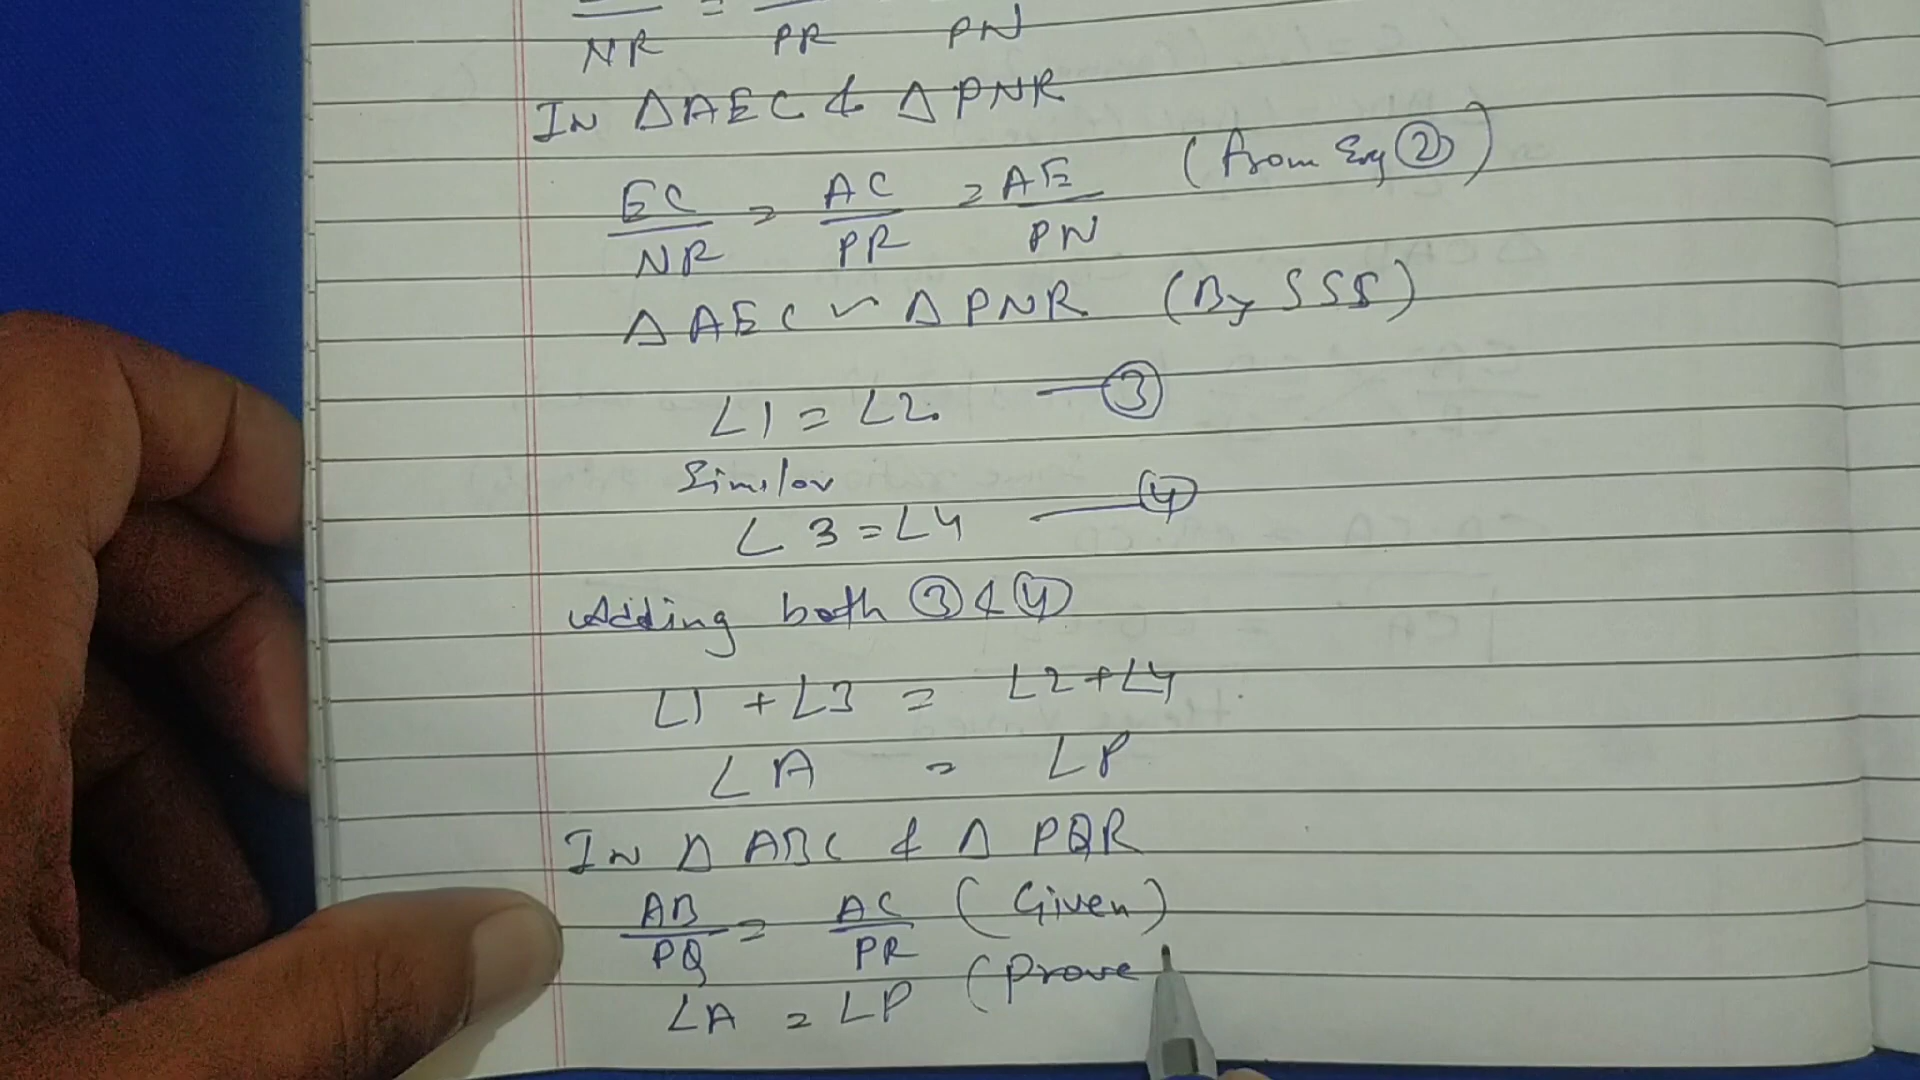 NR = PR PN
In ΔAEC & ΔPNR
EC/NR = AC/PR = AE/PN (from Eq ②)
ΔAEC ~ ΔPNR (By SSS)
∠1 = ∠2 — ③
Similar
∠3 = ∠4 — ④
Adding both ③ & ④
∠1 + ∠3 = ∠2 + ∠4
∠A = ∠P
In Δ ABC & Δ PQR
AB/PQ = AC/PR (Given)
∠A = ∠P (Prove